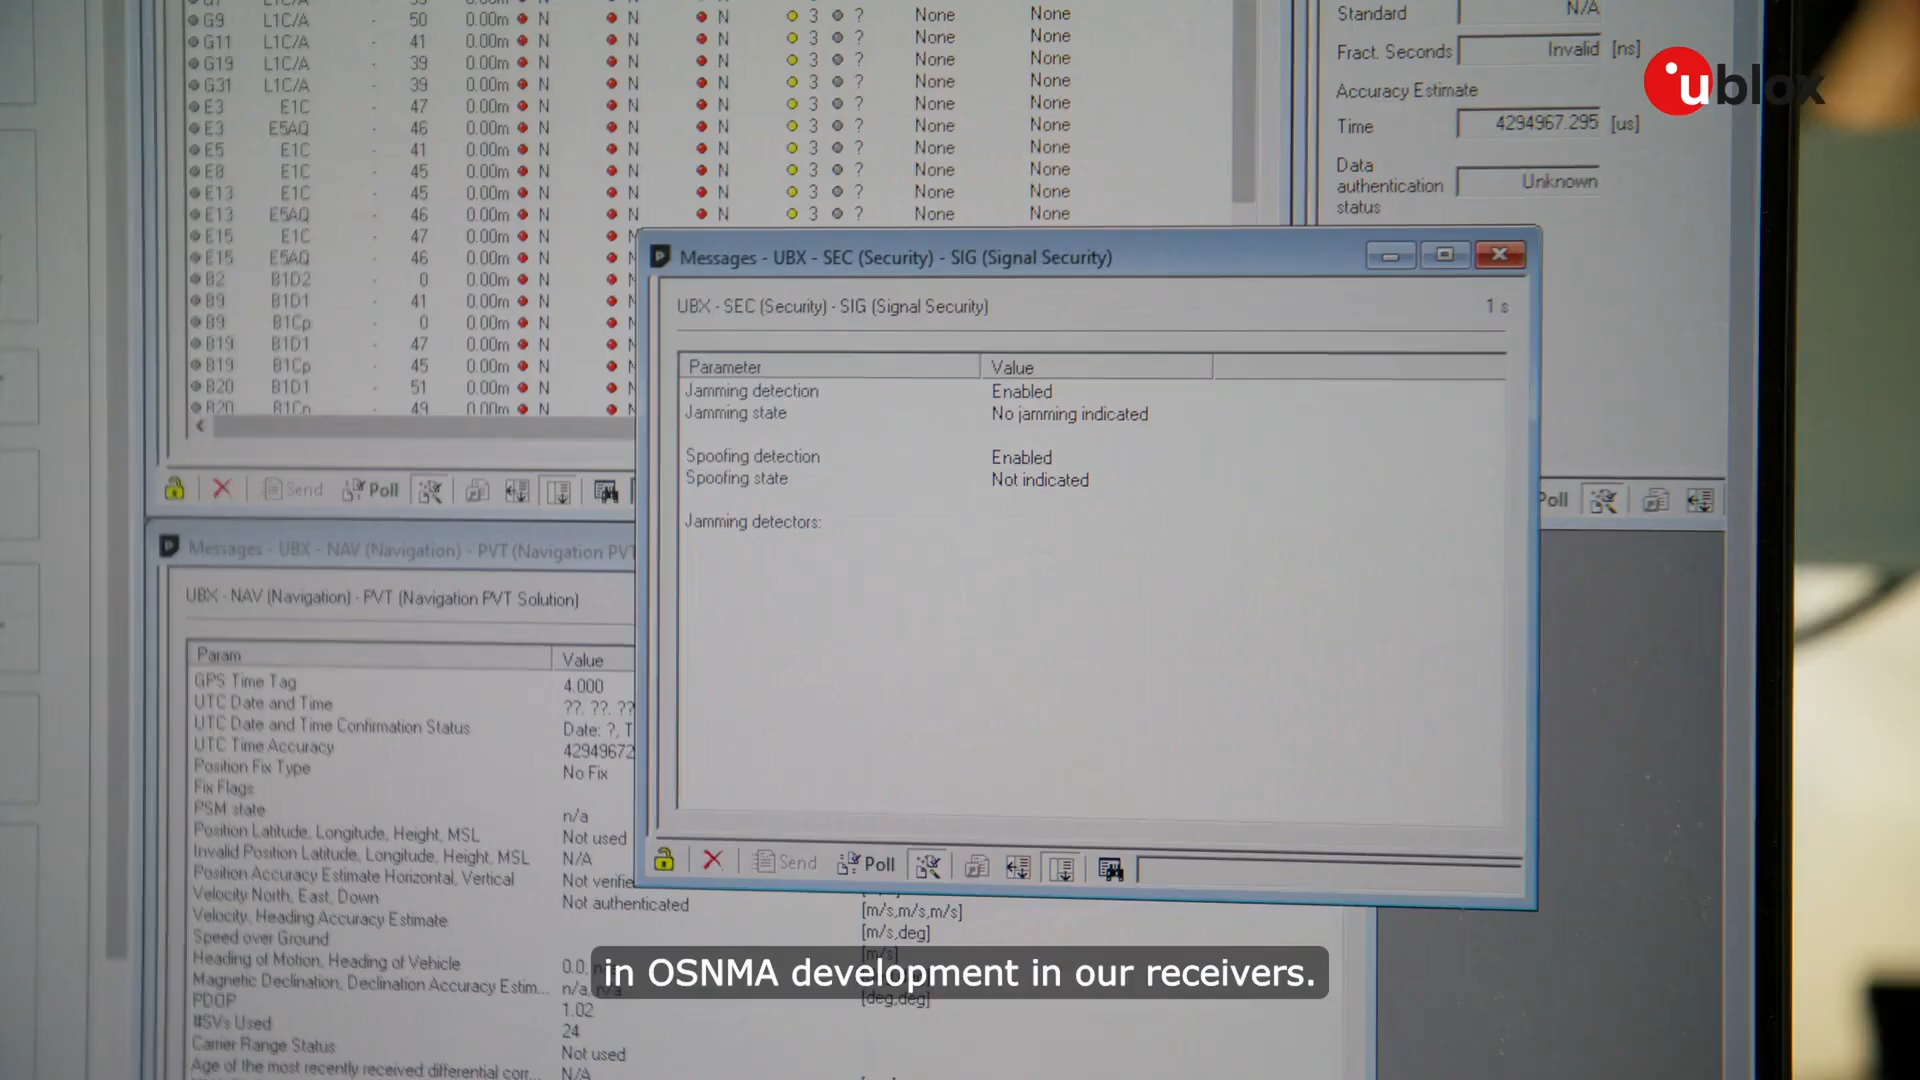 G9 L1C/A - 50 0.00m N N 3 ? None None
G11 L1C/A - 41 0.00m N N 3 ? None None
G19 L1C/A - 39 0.00m N N 3 ? None None
G31 L1C/A - 39 0.00m N N 3 ? None None
E3 E1C - 47 0.00m N N 3 ? None None
E3 E5AQ - 46 0.00m N N 3 ? None None
E5 E1C - 41 0.00m N N 3 ? None None
E8 E1C - 45 0.00m N N 3 ? None None
E13 E1C - 45 0.00m N N 3 ? None None
E13 E5AQ - 46 0.00m N N 3 ? None None
E15 E1C - 47 0.00m N
E15 E5AQ - 46 0.00m N
B2 B1D2 - 0 0.00m N
B9 B1D1 - 41 0.00m N
B9 B1Cp - 0 0.00m N
B19 B1D1 - 47 0.00m N
B19 B1Cp - 45 0.00m N
B20 B1D1 - 51 0.00m N
B20 B1Cp - 49 0.00m N
Send Poll
Standard N/A
Fract. Seconds Invalid [ns]
Accuracy Estimate
Time 4294967.295 [us]
Data
authentication Unknown
status
ublox
Messages - UBX - SEC (Security) - SIG (Signal Security)
UBX - SEC (Security) - SIG (Signal Security) 1 s
Parameter Value
Jamming detection Enabled
Jamming state No jamming indicated
Spoofing detection Enabled
Spoofing state Not indicated
Jamming detectors:
Send Poll
Poll
Messages - UBX - NAV (Navigation) - PVT (Navigation PVT
UBX - NAV (Navigation) - PVT (Navigation PVT Solution)
Param Value
GPS Time Tag 4.000
UTC Date and Time ??. ??. ??
UTC Date and Time Confirmation Status Date: ?, T
UTC Time Accuracy 42949672
Position Fix Type No Fix
Fix Flags
PSM state n/a
Position Latitude, Longitude, Height, MSL Not used
Invalid Position Latitude, Longitude, Height, MSL N/A
Position Accuracy Estimate Horizontal, Vertical Not verifie
Velocity North, East, Down Not authenticated [m/s,m/s,m/s]
Velocity, Heading Accuracy Estimate [m/s,deg]
Speed over Ground [m/s]
Heading of Motion, Heading of Vehicle 0.0,
Magnetic Declination, Declination Accuracy Estim... n/a, n/a [deg,deg]
PDOP 1.02
#SVs Used 24
Carrier Range Status Not used
Age of the most recently received differential corr... N/A
in OSNMA development in our receivers.